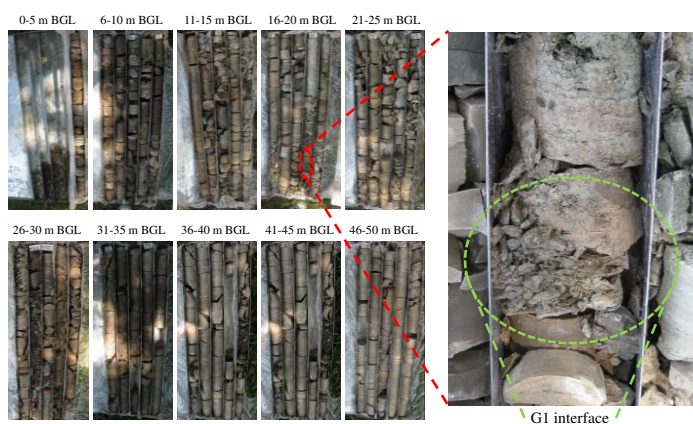 0-5 m BGL
6-10 m BGL
11-15 m BGL
16-20 m BGL
21-25 m BGL
26-30 m BGL
31-35 m BGL
36-40 m BGL
41-45 m BGL
46-50 m BGL
G1 interface